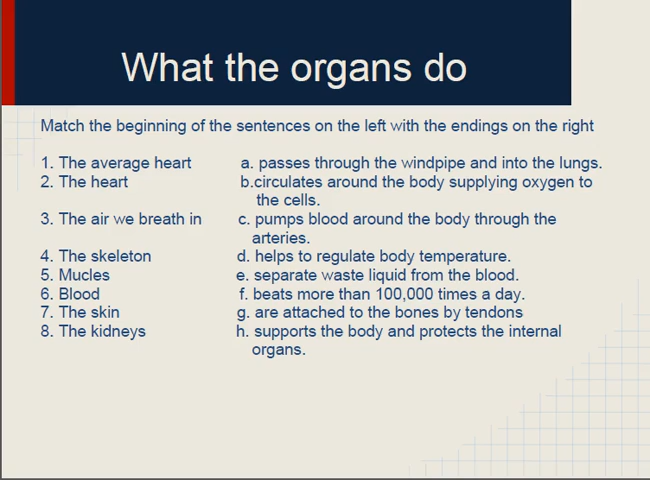 What the organs do
Match the beginning of the sentences on the left with the endings on the right
1. The average heart a. passes through the windpipe and into the lungs.
2. The heart b.circulates around the body supplying oxygen to
the cells.
3. The air we breath in c. pumps blood around the body through the
arteries.
4. The skeleton d. helps to regulate body temperature.
5. Mucles e. separate waste liquid from the blood.
6. Blood f. beats more than 100,000 times a day.
7. The skin g. are attached to the bones by tendons
8. The kidneys h. supports the body and protects the internal
organs.